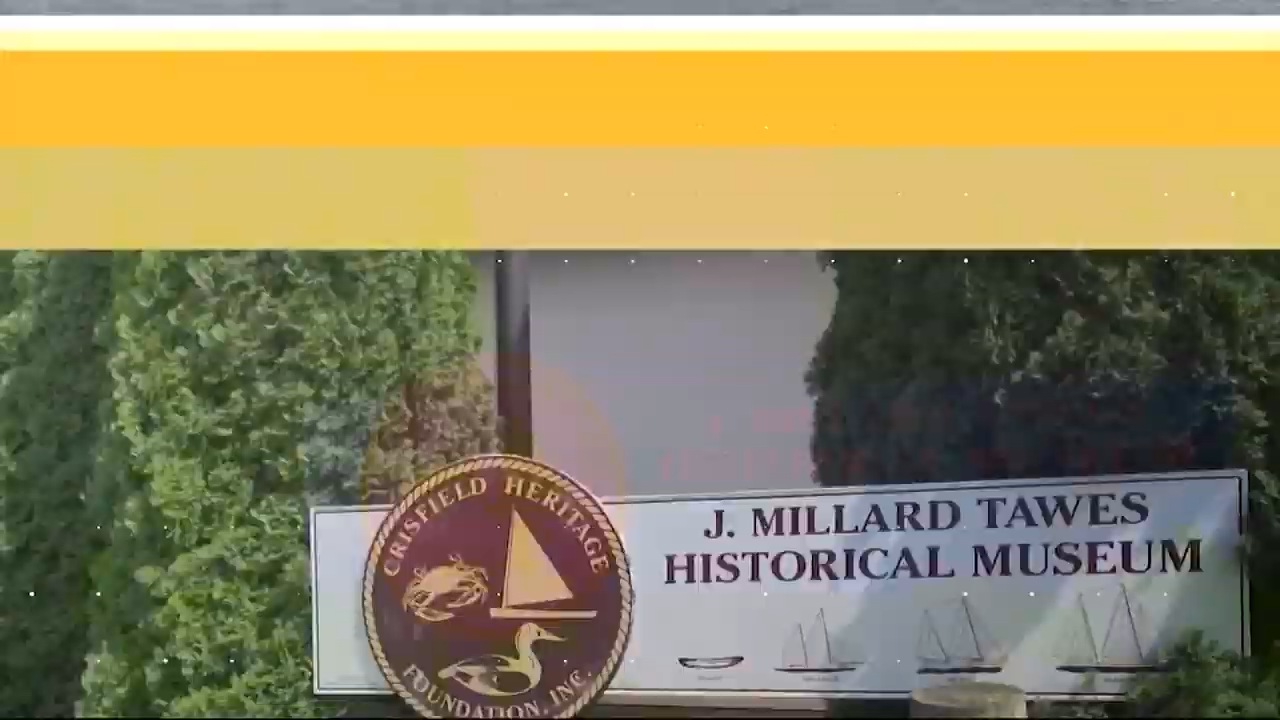 CRISFIELD HERITAGE
FOUNDATION, INC.
J. MILLARD TAWES
HISTORICAL MUSEUM